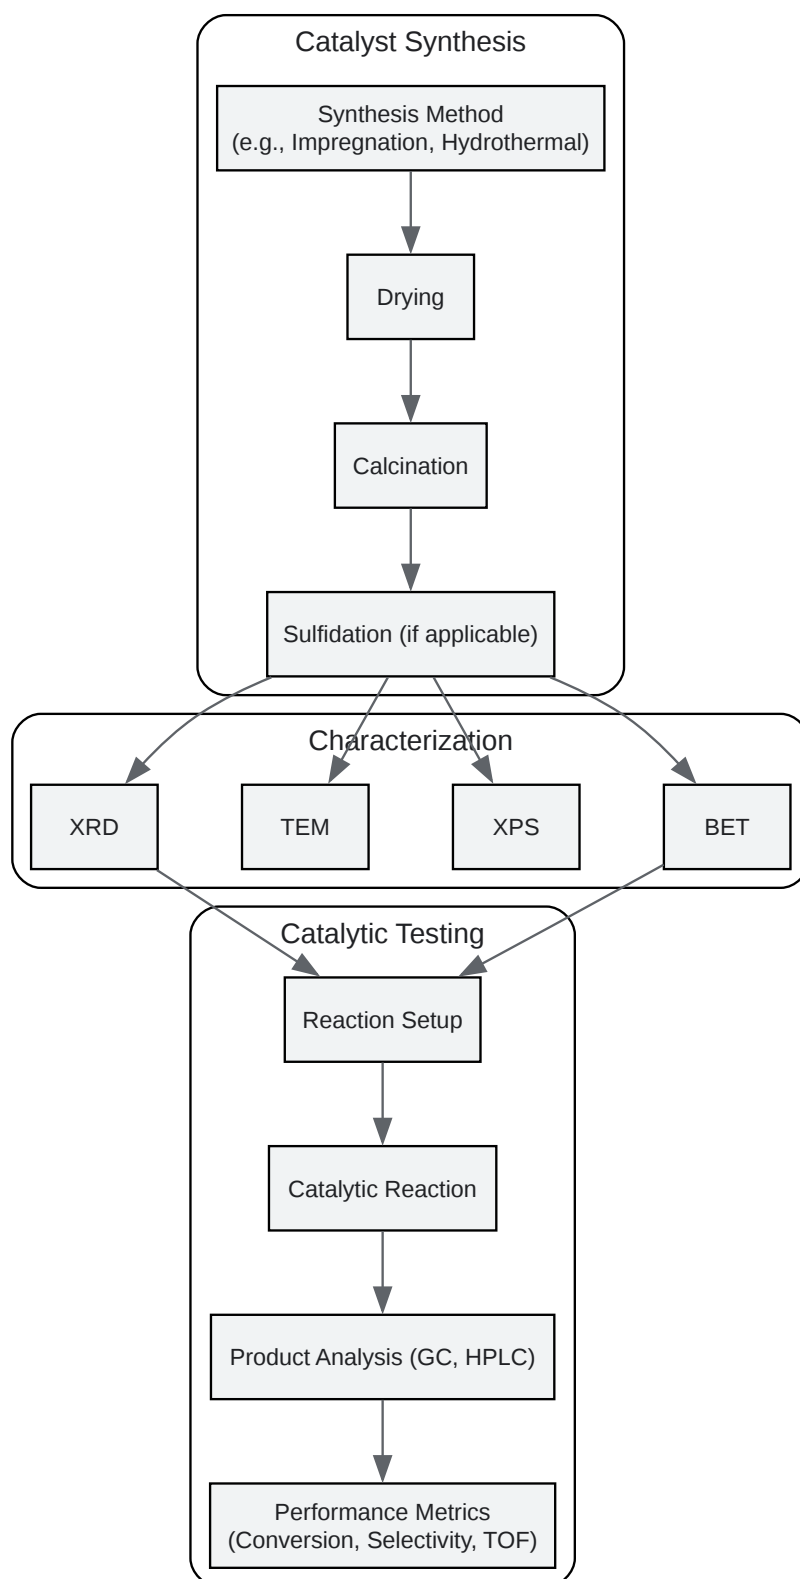 Catalyst Synthesis
Synthesis Method
(e.g., Impregnation, Hydrothermal)
Drying
Calcination
Sulfidation (if applicable)
Characterization
XRD
TEM
XPS
BET
Catalytic Testing
Reaction Setup
Catalytic Reaction
Product Analysis (GC, HPLC)
Performance Metrics
(Conversion, Selectivity, TOF)